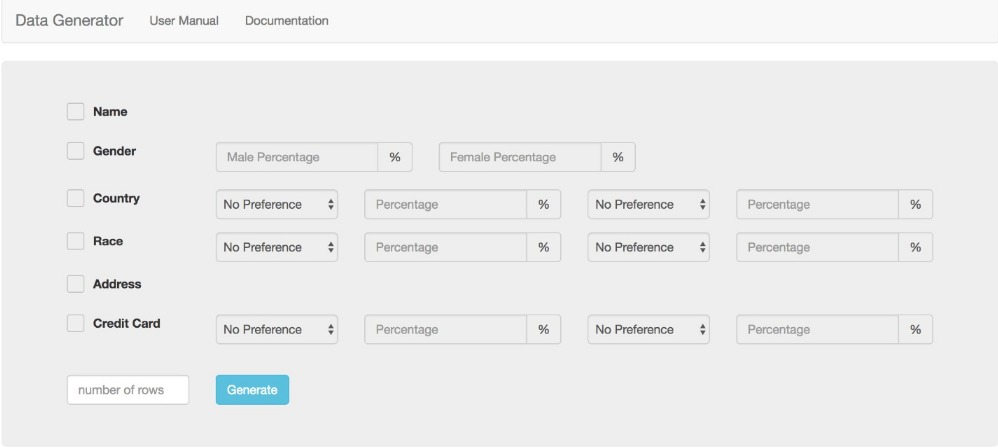 Data Generator User Manual Documentation
Name
Gender Male Percentage % Female Percentage %
Country No Preference Percentage % No Preference Percentage %
Race No Preference Percentage % No Preference Percentage %
Address
Credit Card No Preference Percentage % No Preference Percentage %
number of rows Generate